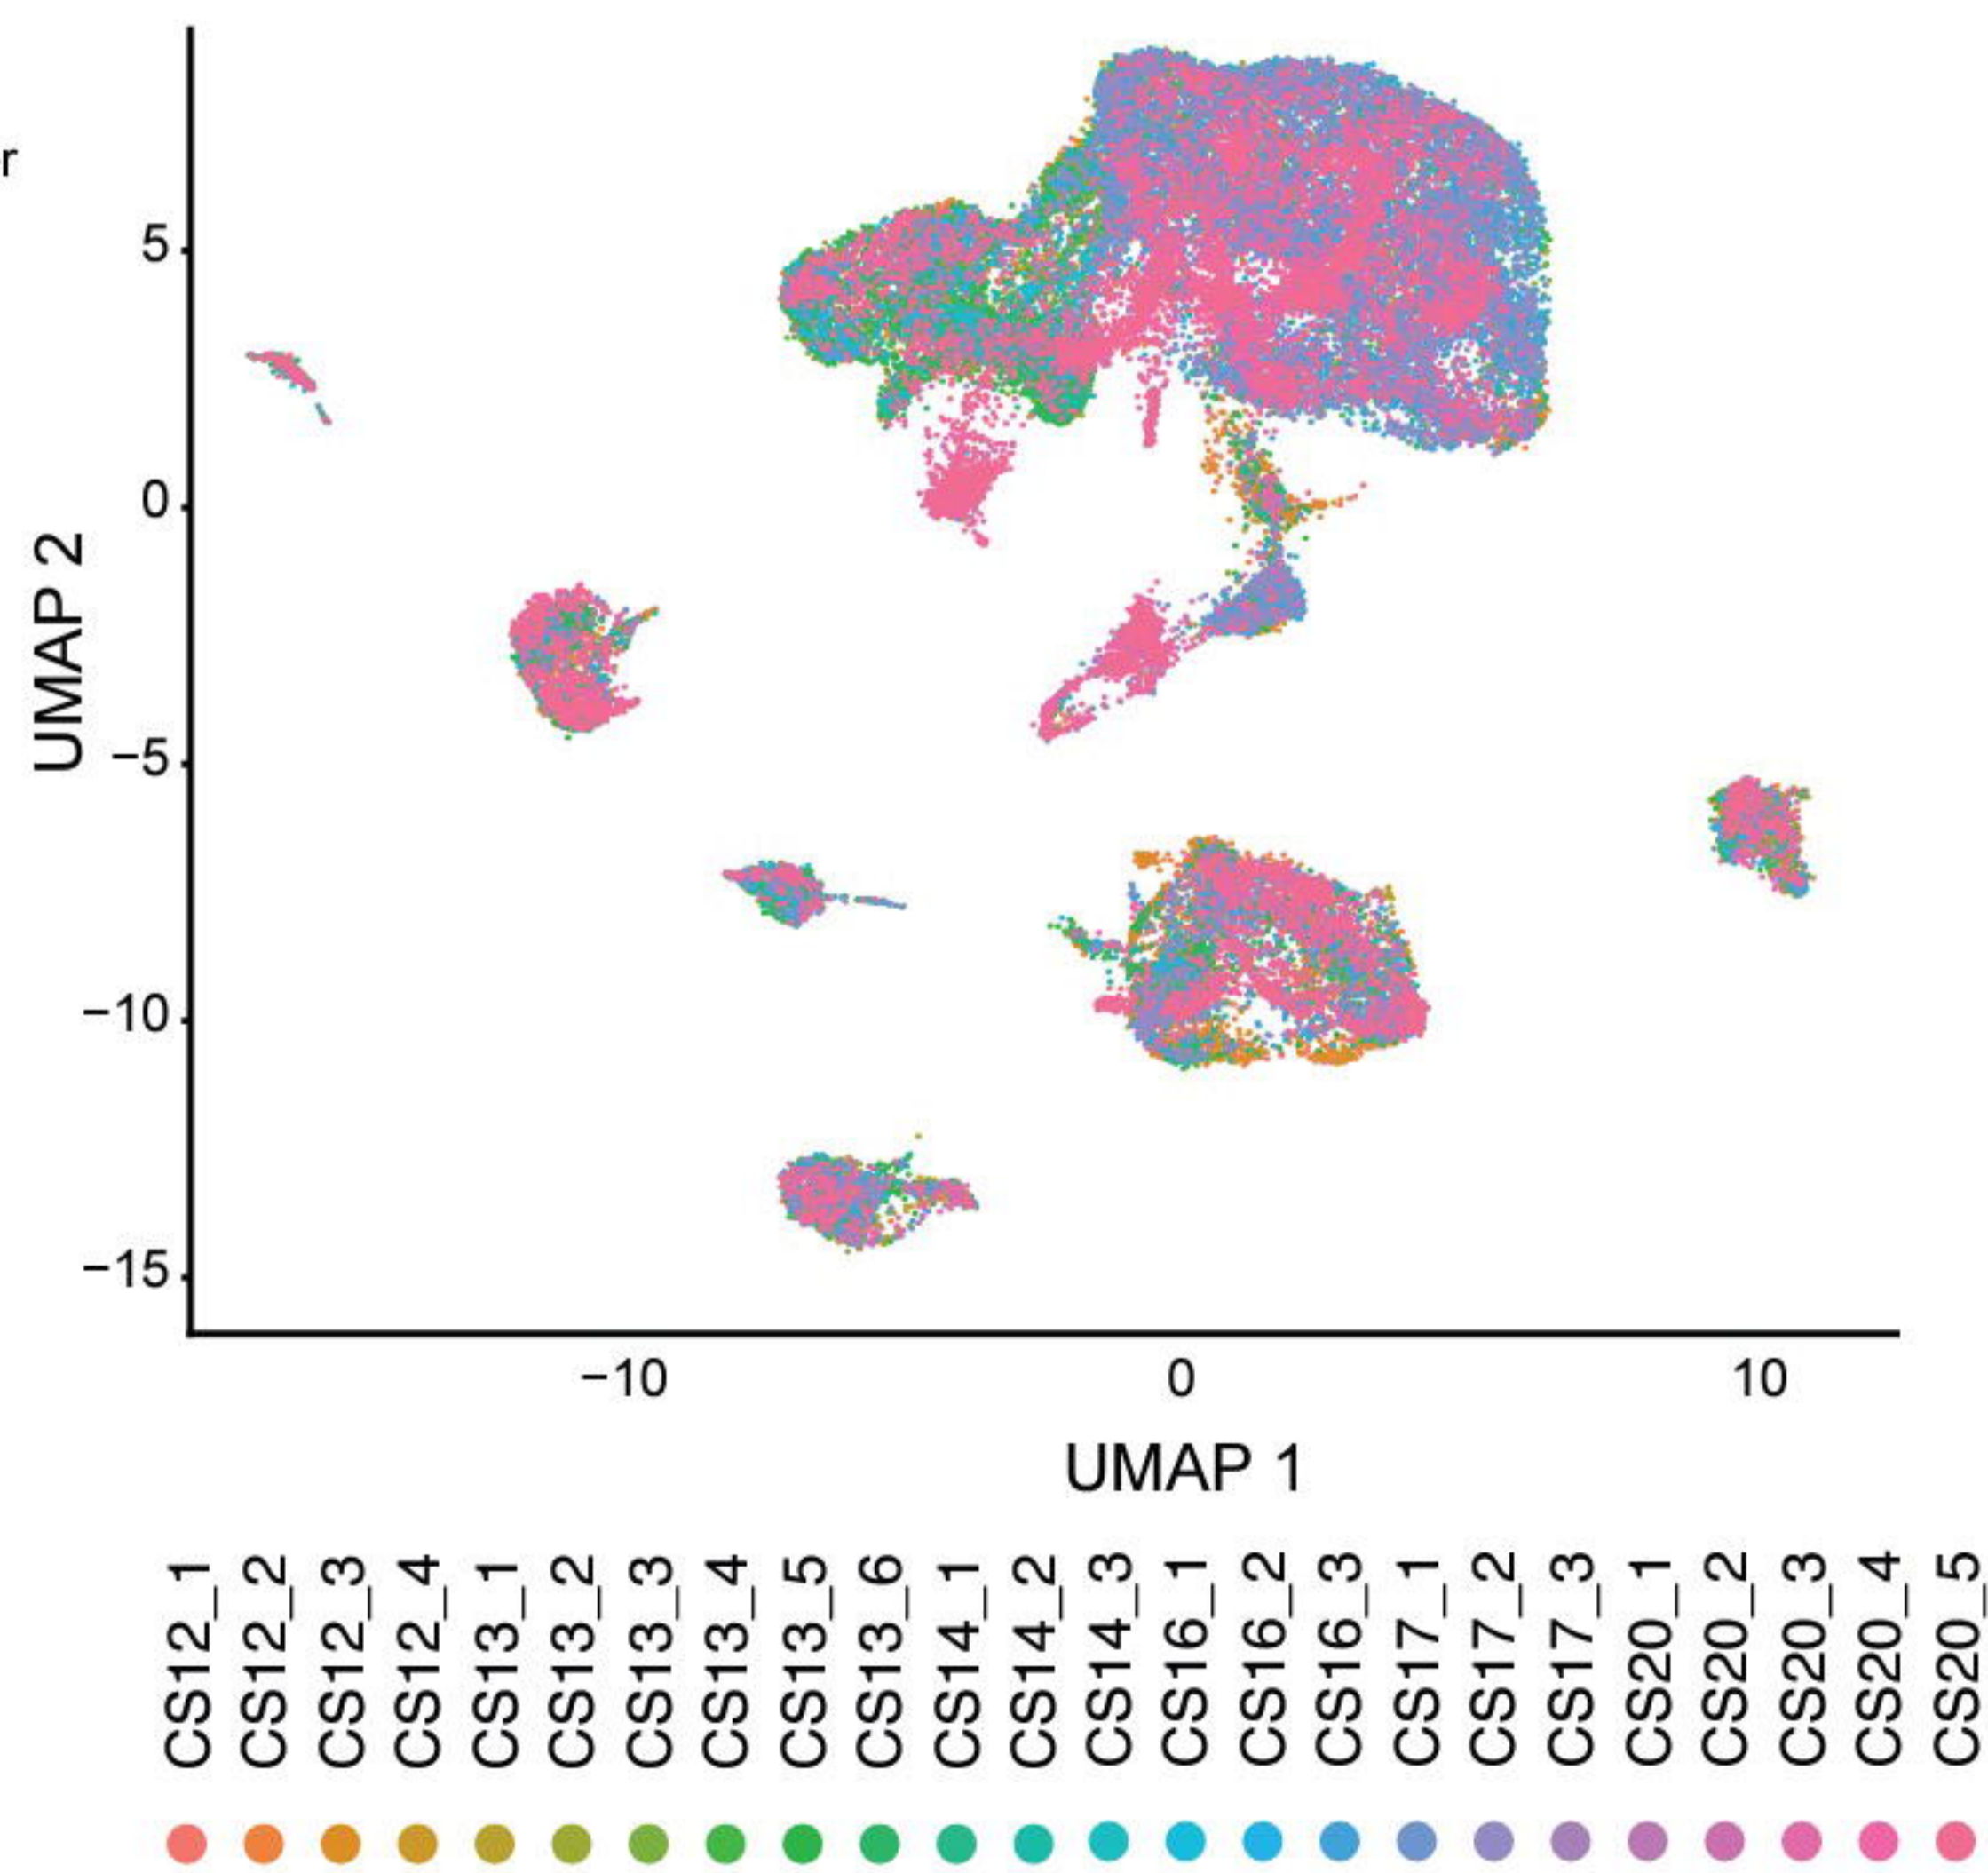 r
5
0
−5
−10
−15
UMAP 2
−10 0 10
UMAP 1
CS12_1
CS12_2
CS12_3
CS12_4
CS13_1
CS13_2
CS13_3
CS13_4
CS13_5
CS13_6
CS14_1
CS14_2
CS14_3
CS16_1
CS16_2
CS16_3
CS17_1
CS17_2
CS17_3
CS20_1
CS20_2
CS20_3
CS20_4
CS20_5